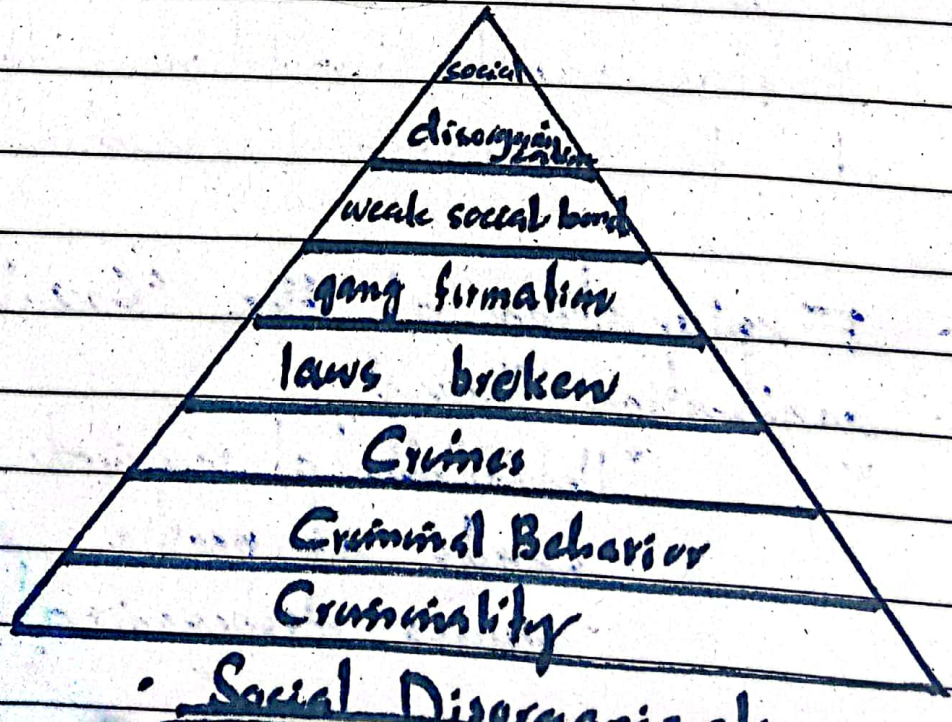 social
disorganization
weak social bond
gang formation
laws broken
Crimes
Criminal Behavior
Criminality
Social